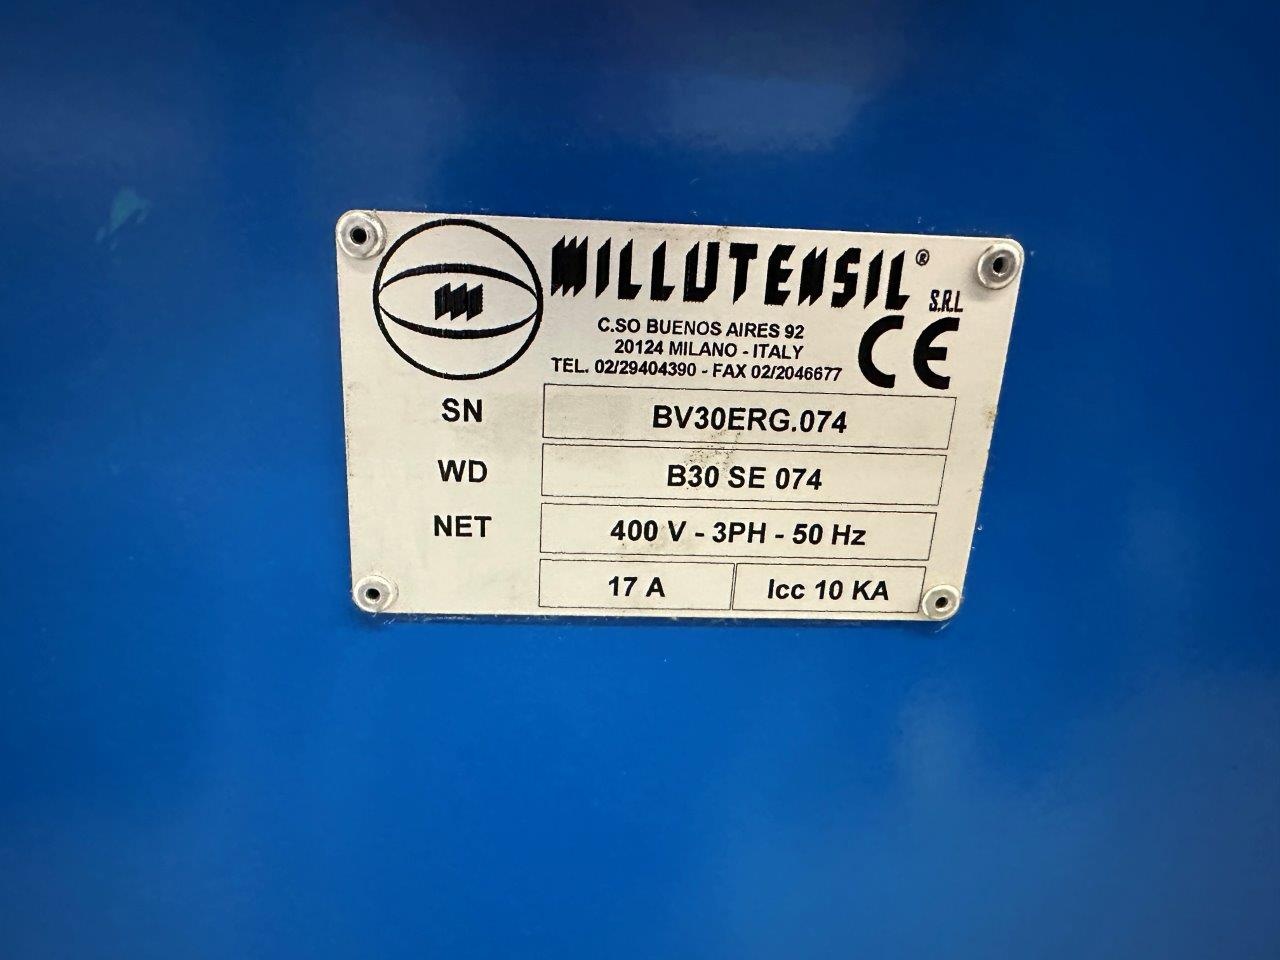 MILLUTENSIL® S.R.L
C.SO BUENOS AIRES 92
20124 MILANO - ITALY
TEL. 02/29404390 - FAX 02/2046677
CE
SN BV30ERG.074
WD B30 SE 074
NET 400 V - 3PH - 50 Hz
17 A Icc 10 KA